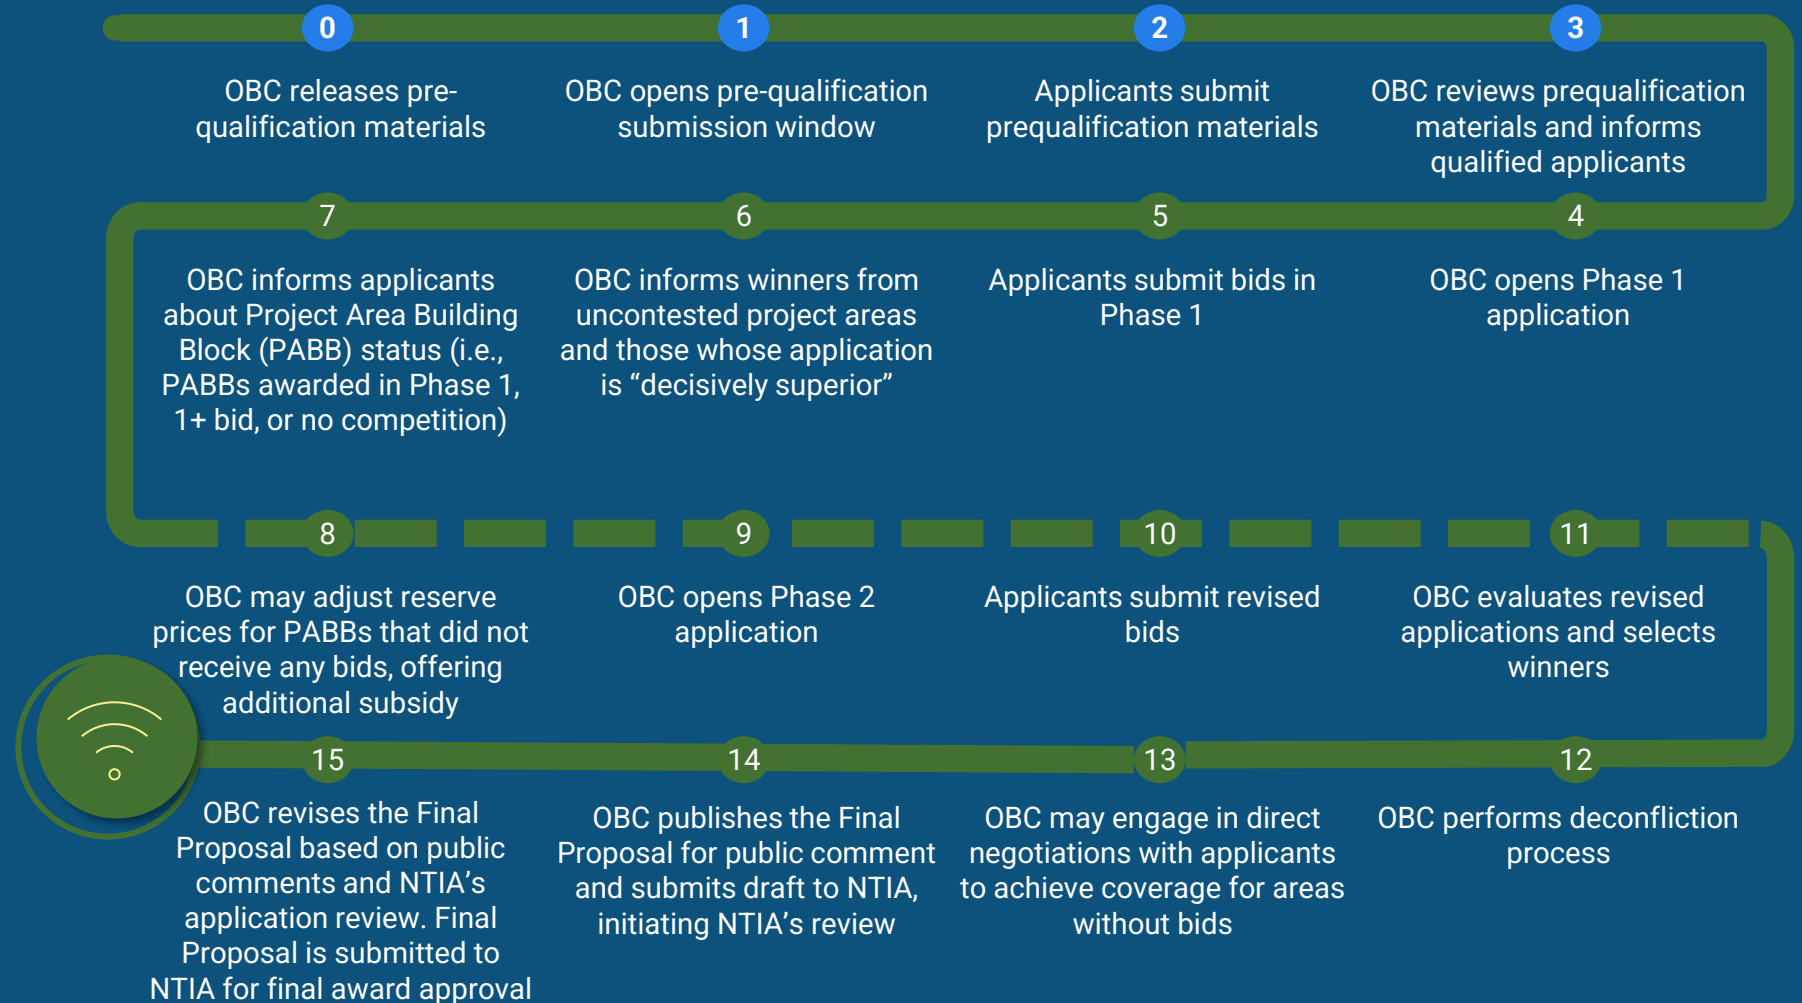 0
OBC releases pre-
qualification materials
1
OBC opens pre-qualification
submission window
2
Applicants submit
prequalification materials
3
OBC reviews prequalification
materials and informs
qualified applicants
4
OBC opens Phase 1
application
5
Applicants submit bids in
Phase 1
6
OBC informs winners from
uncontested project areas
and those whose application
is “decisively superior”
7
OBC informs applicants
about Project Area Building
Block (PABB) status (i.e.,
PABBs awarded in Phase 1,
1+ bid, or no competition)
8
OBC may adjust reserve
prices for PABBs that did not
receive any bids, offering
additional subsidy
9
OBC opens Phase 2
application
10
Applicants submit revised
bids
11
OBC evaluates revised
applications and selects
winners
12
OBC performs deconfliction
process
13
OBC may engage in direct
negotiations with applicants
to achieve coverage for areas
without bids
14
OBC publishes the Final
Proposal for public comment
and submits draft to NTIA,
initiating NTIA’s review
15
OBC revises the Final
Proposal based on public
comments and NTIA’s
application review. Final
Proposal is submitted to
NTIA for final award approval